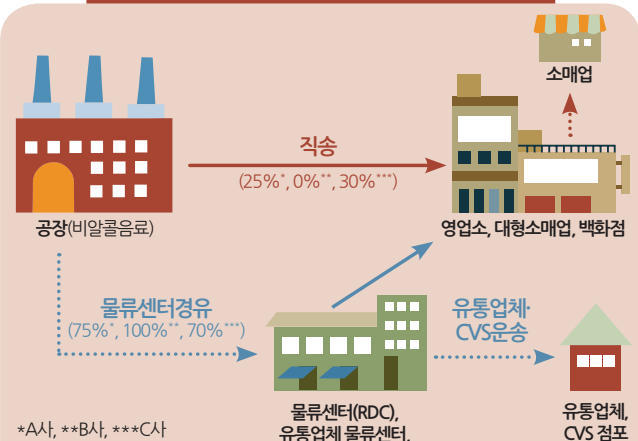 소매업
직송
(25%*, 0%**, 30%***)
공장(비알콜음료)
영업소, 대형소매업, 백화점
물류센터경유
(75%*, 100%**, 70%***)
유통업체·
CVS운송
물류센터(RDC),
유통업체 물류센터,
유통업체,
CVS 점포
*A사, **B사, ***C사